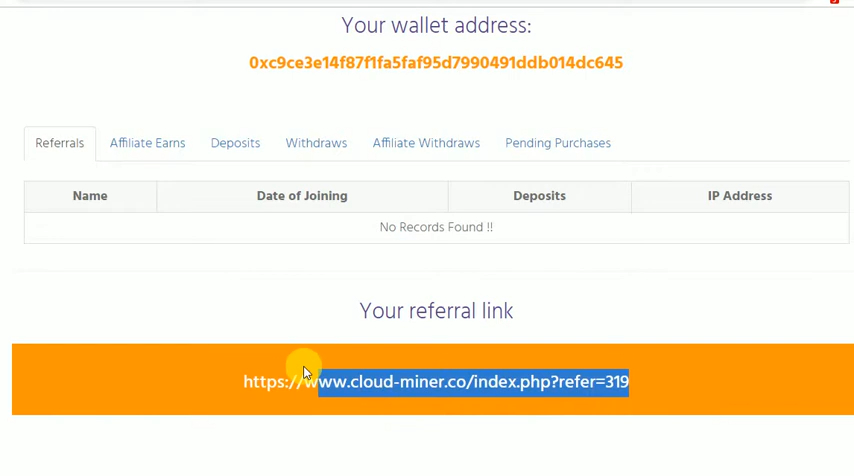 Your wallet address:
0xc9ce3e14f87f1fa5faf95d7990491ddb014dc645
Referrals Affiliate Earns Deposits Withdraws Affiliate Withdraws Pending Purchases
Name Date of Joining Deposits IP Address
No Records Found !!
Your referral link
https://www.cloud-miner.co/index.php?refer=319